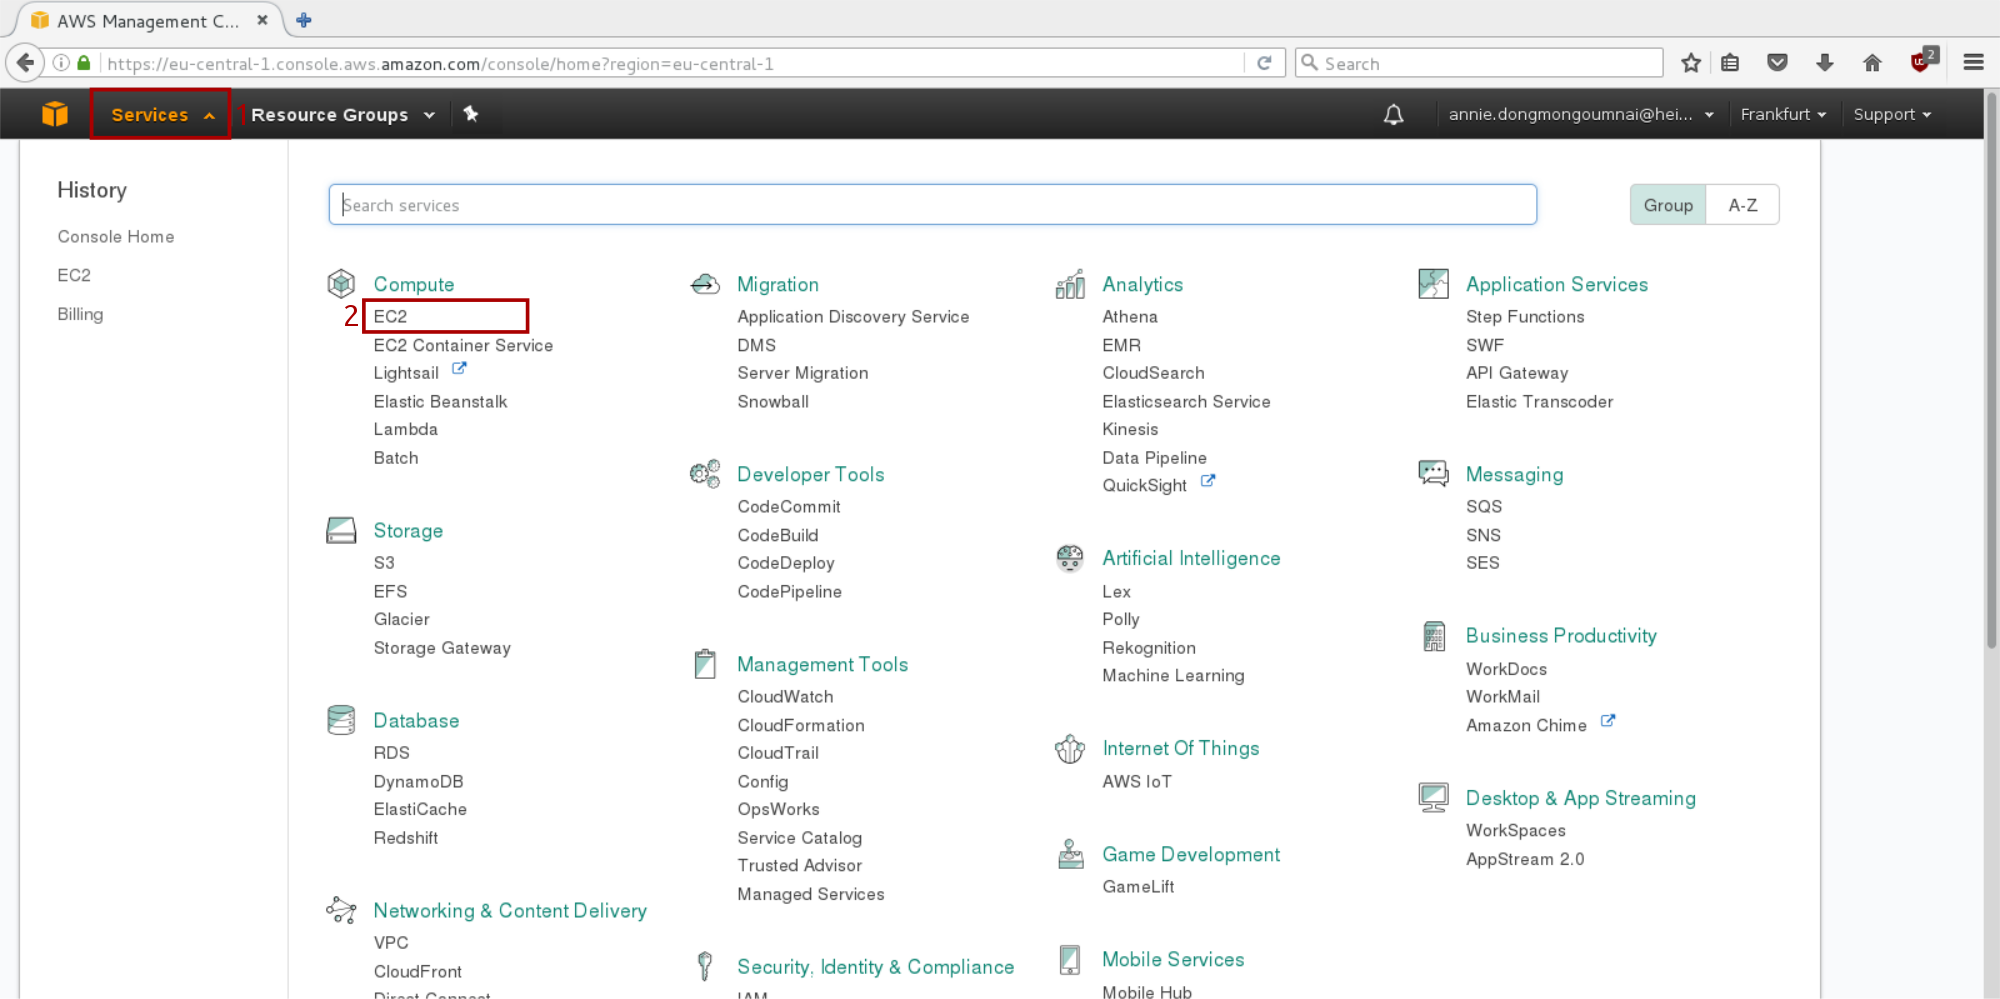 AWS Management C...
https://eu-central-1.console.aws.amazon.com/console/home?region=eu-central-1
Search
2
Services
1
Resource Groups
annie.dongmongoumnai@hei...
Frankfurt
Support
History
Console Home
EC2
Billing
Search services
Group
A-Z
Compute
2
EC2
EC2 Container Service
Lightsail
Elastic Beanstalk
Lambda
Batch
Storage
S3
EFS
Glacier
Storage Gateway
Database
RDS
DynamoDB
ElastiCache
Redshift
Networking & Content Delivery
VPC
CloudFront
Direct Connect
Migration
Application Discovery Service
DMS
Server Migration
Snowball
Developer Tools
CodeCommit
CodeBuild
CodeDeploy
CodePipeline
Management Tools
CloudWatch
CloudFormation
CloudTrail
Config
OpsWorks
Service Catalog
Trusted Advisor
Managed Services
Security, Identity & Compliance
IAM
Analytics
Athena
EMR
CloudSearch
Elasticsearch Service
Kinesis
Data Pipeline
QuickSight
Artificial Intelligence
Lex
Polly
Rekognition
Machine Learning
Internet Of Things
AWS IoT
Game Development
GameLift
Mobile Services
Mobile Hub
Application Services
Step Functions
SWF
API Gateway
Elastic Transcoder
Messaging
SQS
SNS
SES
Business Productivity
WorkDocs
WorkMail
Amazon Chime
Desktop & App Streaming
WorkSpaces
AppStream 2.0